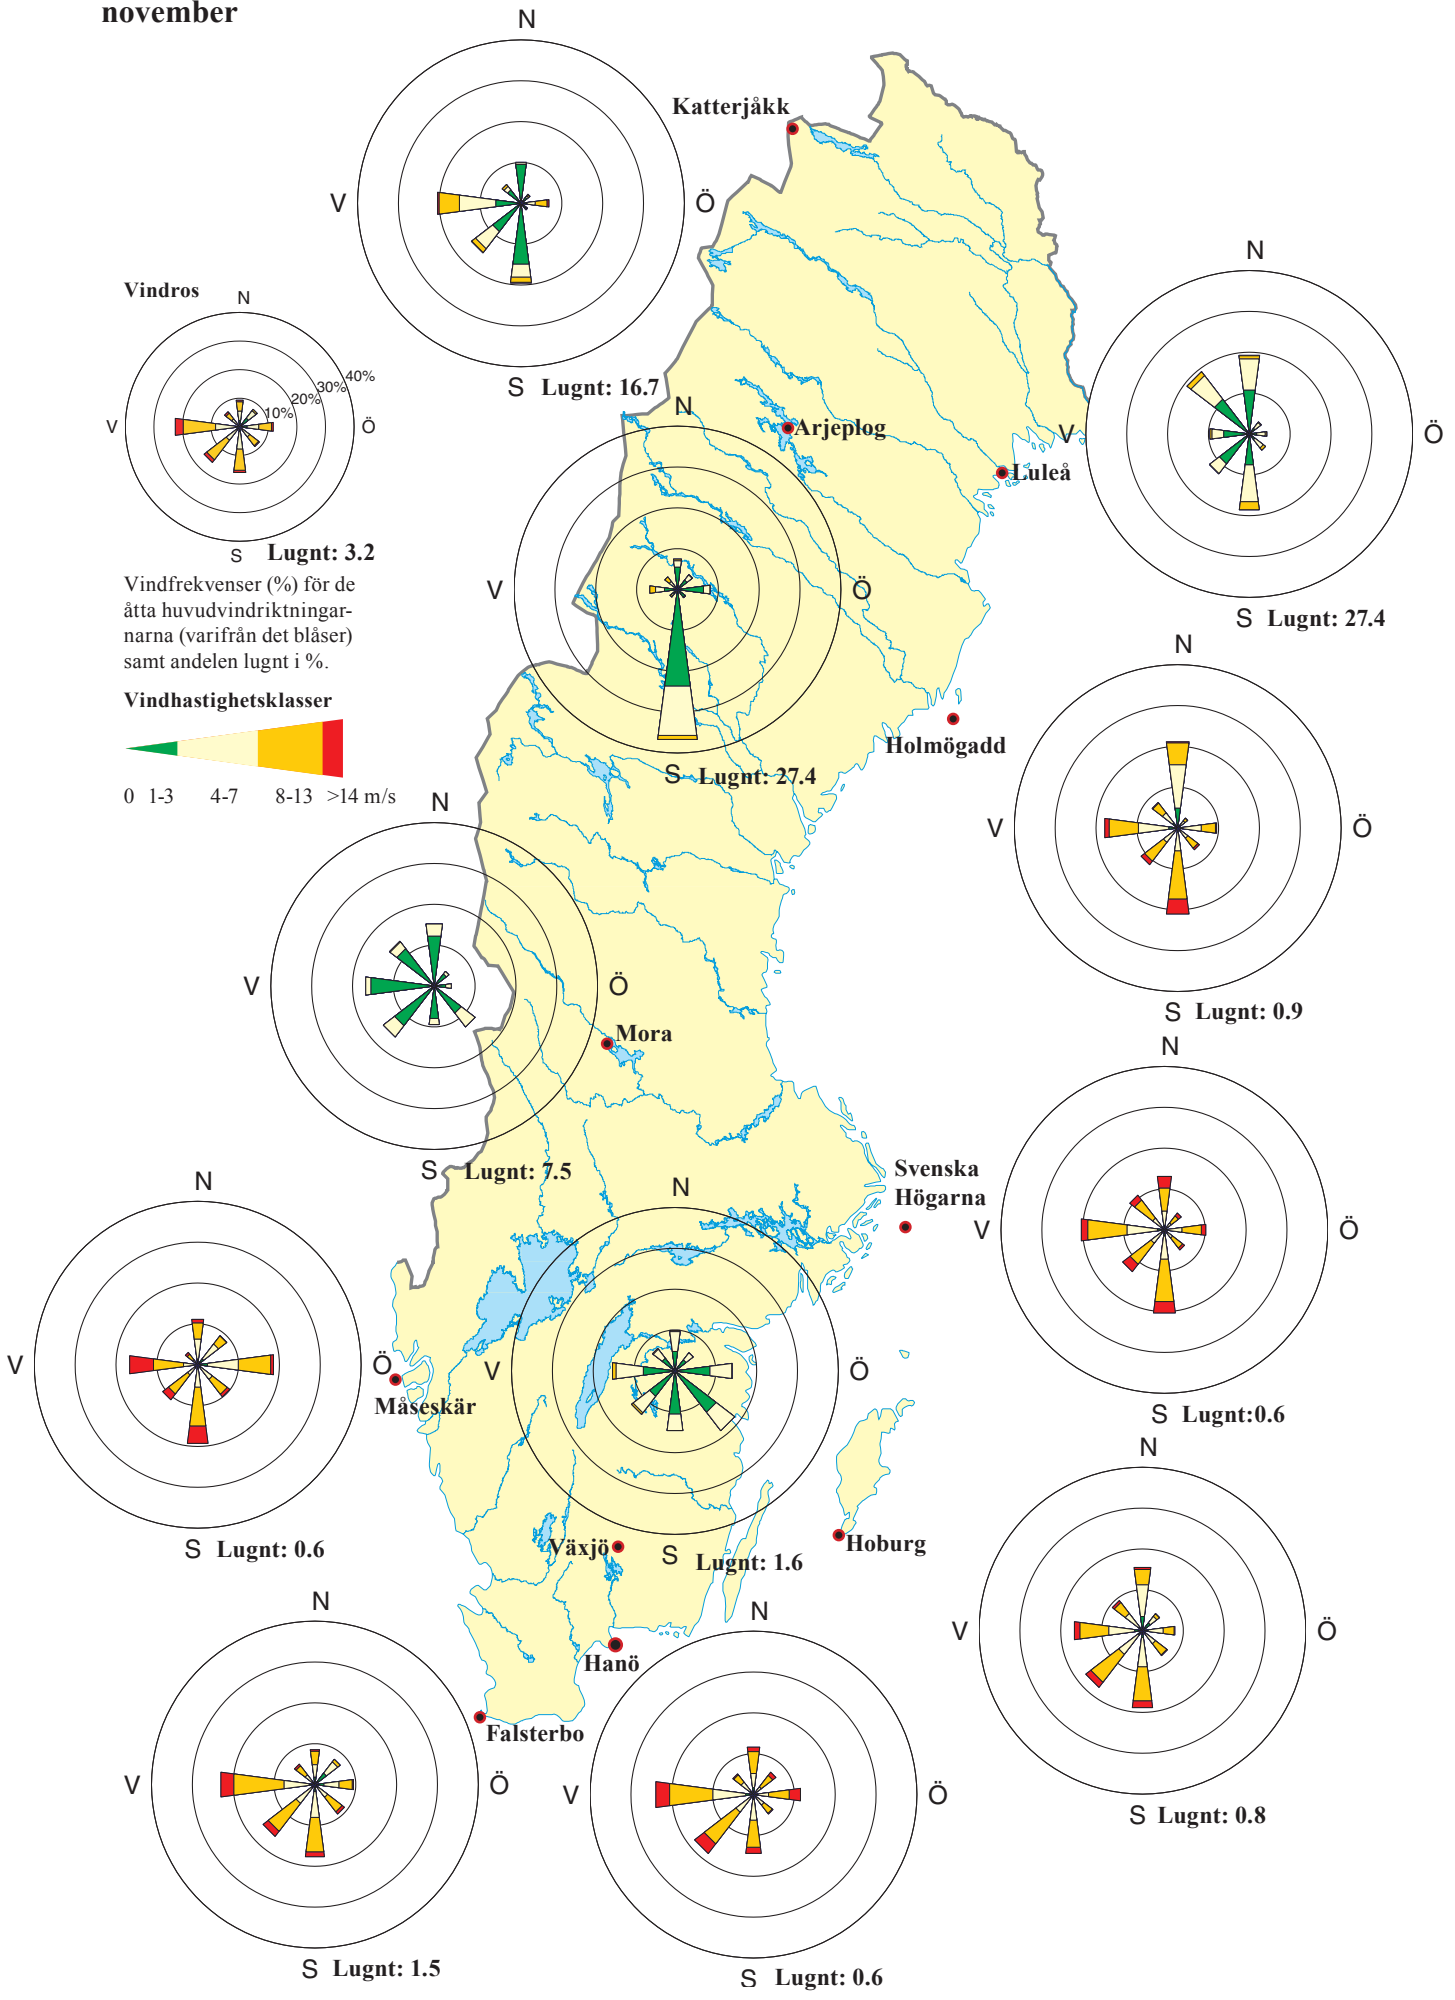 november
N
V
Ö
S Lugnt: 16.7
Katterjåkk
Vindros
N
V
Ö
10%
20%
30%
40%
S Lugnt: 3.2
Vindfrekvenser (%) för de
åtta huvudvindriktningar-
narna (varifrån det blåser)
samt andelen lugnt i %.
Vindhastighetsklasser
0 1-3 4-7 8-13 >14 m/s
N
V
Ö
S Lugnt: 27.4
Arjeplog
Luleå
N
V
Ö
S Lugnt: 27.4
Holmögadd
N
V
Ö
S Lugnt: 0.9
N
V
Ö
S Lugnt: 7.5
Mora
Svenska
Högarna
N
V
Ö
S Lugnt:0.6
N
V
Ö
S Lugnt: 0.6
Måseskär
N
V
Ö
S Lugnt: 1.6
Växjö
Hoburg
N
V
Ö
S Lugnt: 0.8
Hanö
Falsterbo
N
V
Ö
S Lugnt: 1.5
N
V
Ö
S Lugnt: 0.6